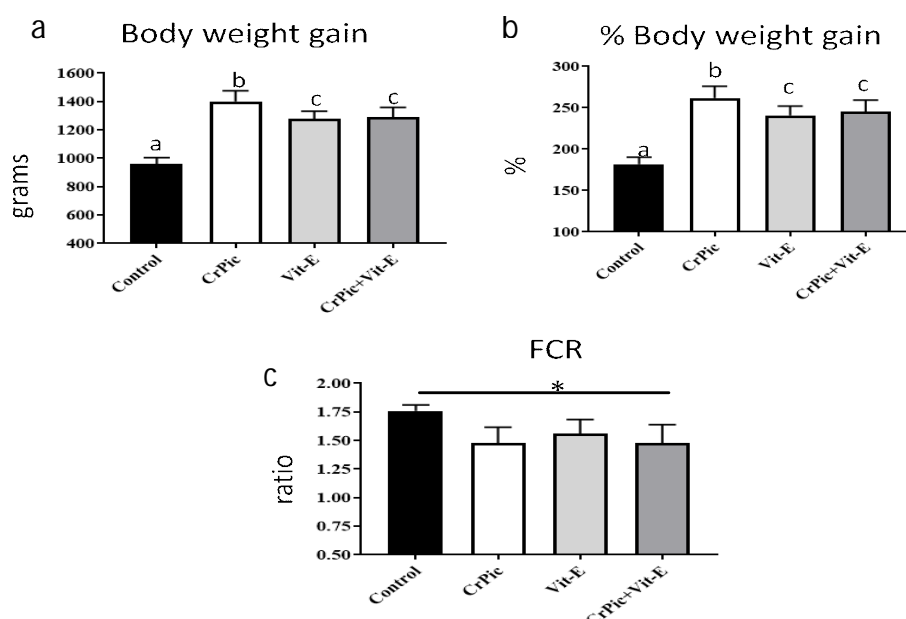 a
Body weight gain
1600
1400
1200
1000
800
600
400
grams
a
b
c
c
Control
CrPic
Vit-E
CrPic+Vit-E
b
% Body weight gain
300
250
200
150
100
%
a
b
c
c
Control
CrPic
Vit-E
CrPic+Vit-E
c
FCR
2.00
1.75
1.50
1.25
1.00
0.75
0.50
ratio
*
Control
CrPic
Vit-E
CrPic+Vit-E